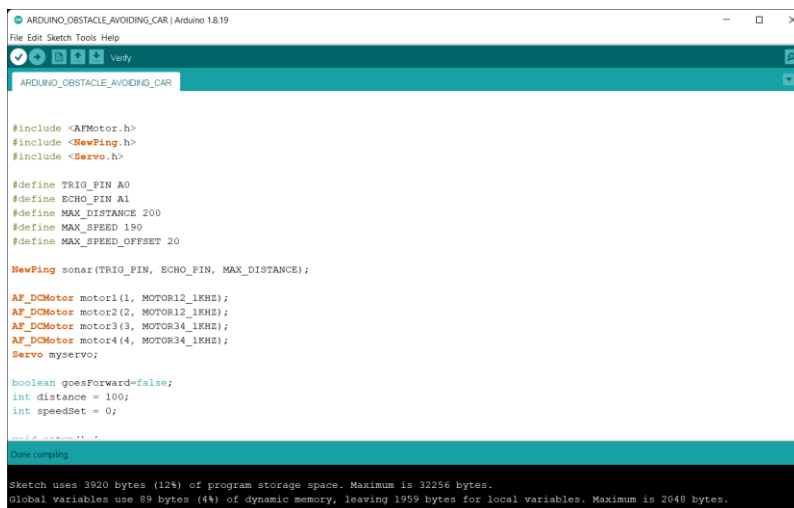 ARDUINO_OBSTACLE_AVOIDING_CAR | Arduino 1.8.19
File Edit Sketch Tools Help
Verify
ARDUINO_OBSTACLE_AVOIDING_CAR
#include <AFMotor.h>
#include <NewPing.h>
#include <Servo.h>
#define TRIG_PIN A0
#define ECHO_PIN A1
#define MAX_DISTANCE 200
#define MAX_SPEED 190
#define MAX_SPEED_OFFSET 20
NewPing sonar(TRIG_PIN, ECHO_PIN, MAX_DISTANCE);
AF_DCMotor motor1(1, MOTOR12_1KHZ);
AF_DCMotor motor2(2, MOTOR12_1KHZ);
AF_DCMotor motor3(3, MOTOR34_1KHZ);
AF_DCMotor motor4(4, MOTOR34_1KHZ);
Servo myservo;
boolean goesForward=false;
int distance = 100;
int speedSet = 0;
Done compiling.
Sketch uses 3920 bytes (12%) of program storage space. Maximum is 32256 bytes.
Global variables use 89 bytes (4%) of dynamic memory, leaving 1959 bytes for local variables. Maximum is 2048 bytes.